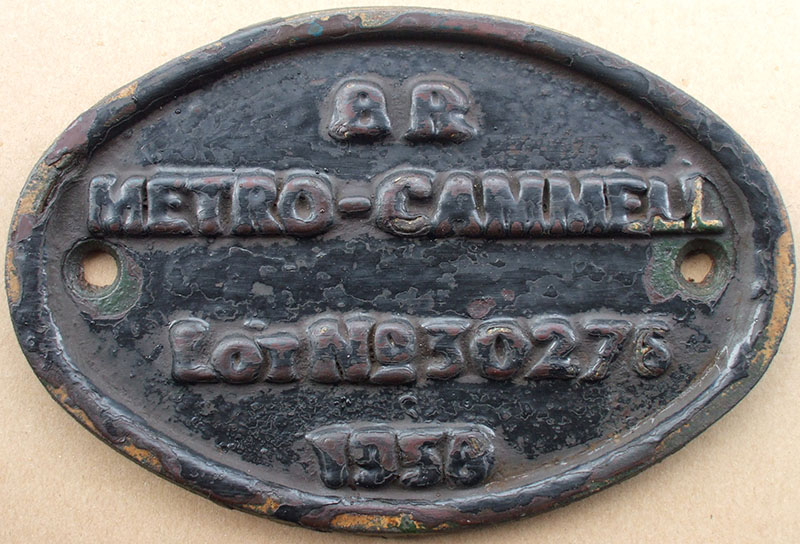 BR
METRO-CAMMELL
LOT NO 30276
1958